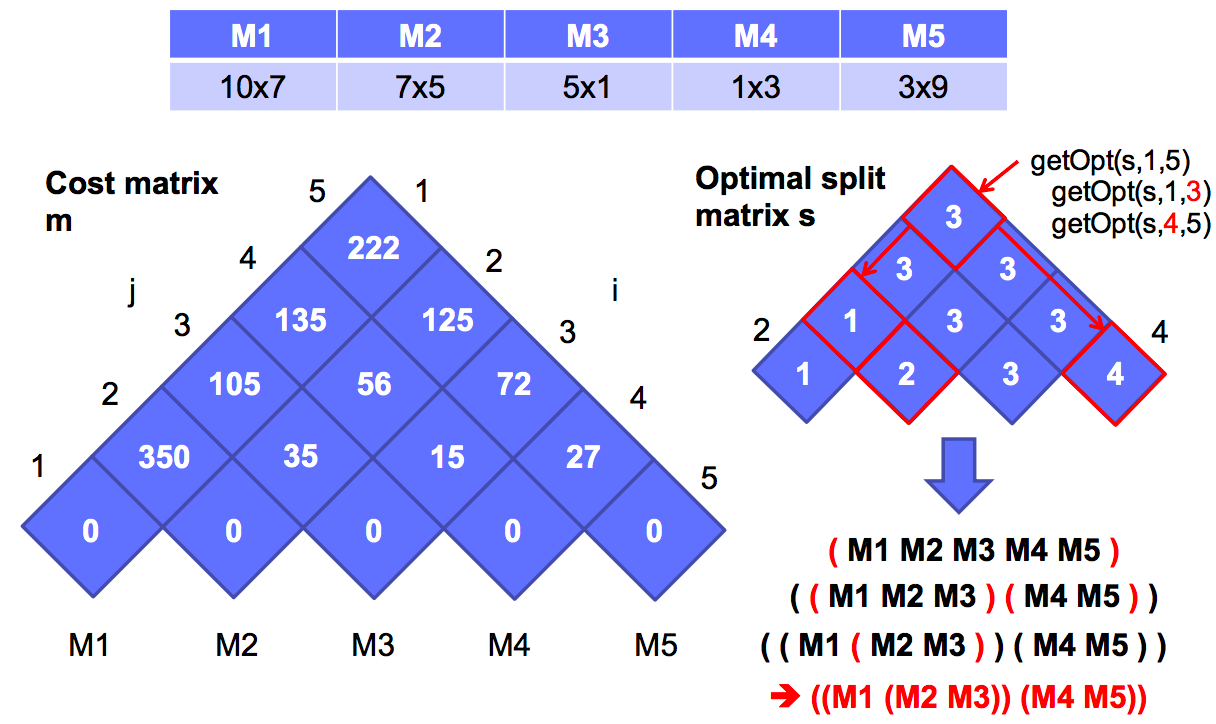 M1 M2 M3 M4 M5
10x7 7x5 5x1 1x3 3x9
Cost matrix
m
5 1
222
4 2
j i
135 125
3 3
105 56 72
2 4
350 35 15 27
1 5
0 0 0 0 0
M1 M2 M3 M4 M5
Optimal split
matrix s
getOpt(s,1,5)
getOpt(s,1,3)
getOpt(s,4,5)
3
3 3
1 3 3
2 4
1 2 3 4
( M1 M2 M3 M4 M5 )
( ( M1 M2 M3 ) ( M4 M5 ) )
( ( M1 ( M2 M3 ) ) ( M4 M5 ) )
➔ ((M1 (M2 M3)) (M4 M5))